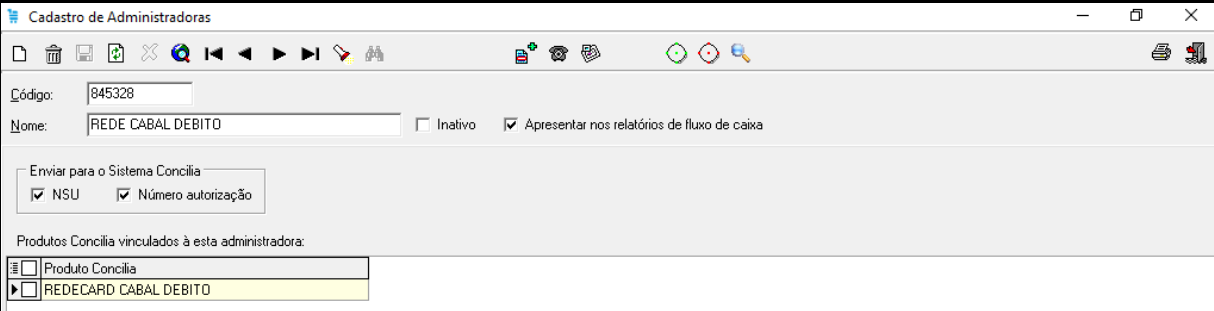 Cadastro de Administradoras
Código: 845328
Nome: REDE CABAL DEBITO Inativo Apresentar nos relatórios de fluxo de caixa
Enviar para o Sistema Concilia
NSU Número autorização
Produtos Concilia vinculados à esta administradora:
Produto Concilia
REDECARD CABAL DEBITO